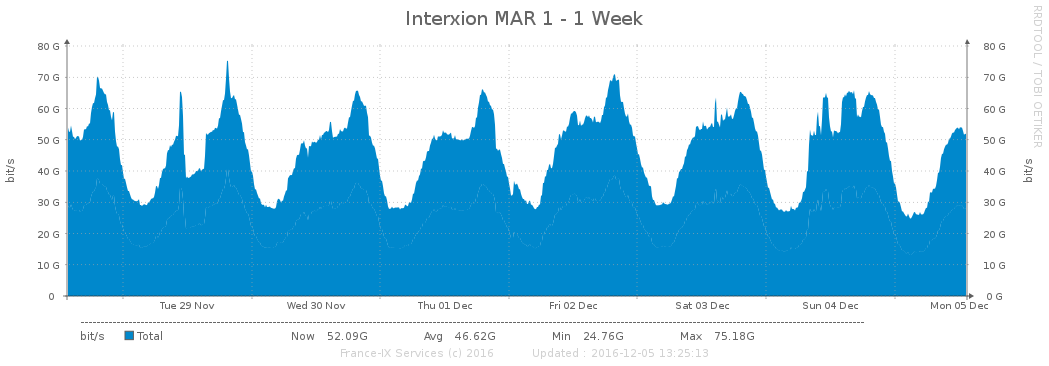 Interxion MAR 1 - 1 Week
RRDTOOL / TOBI OETIKER
80 G 80 G
70 G 70 G
60 G 60 G
50 G 50 G
40 G 40 G
30 G 30 G
20 G 20 G
10 G 10 G
0 0 G
bit/s bit/s
Tue 29 Nov Wed 30 Nov Thu 01 Dec Fri 02 Dec Sat 03 Dec Sun 04 Dec Mon 05 Dec
bit/s Total Now 52.09G Avg 46.62G Min 24.76G Max 75.18G
France-IX Services (c) 2016 Updated : 2016-12-05 13:25:13